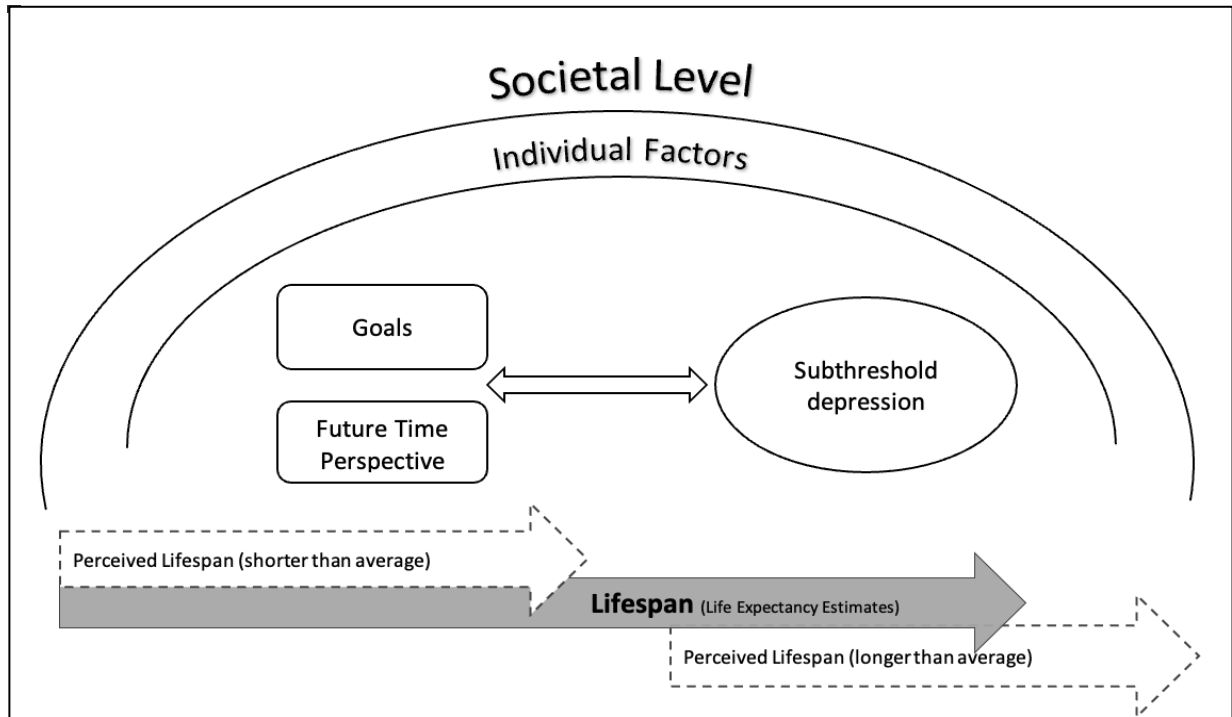 Societal Level
Individual Factors
Goals
Future Time
Perspective
Subthreshold
depression
Perceived Lifespan (shorter than average)
Lifespan (Life Expectancy Estimates)
Perceived Lifespan (longer than average)